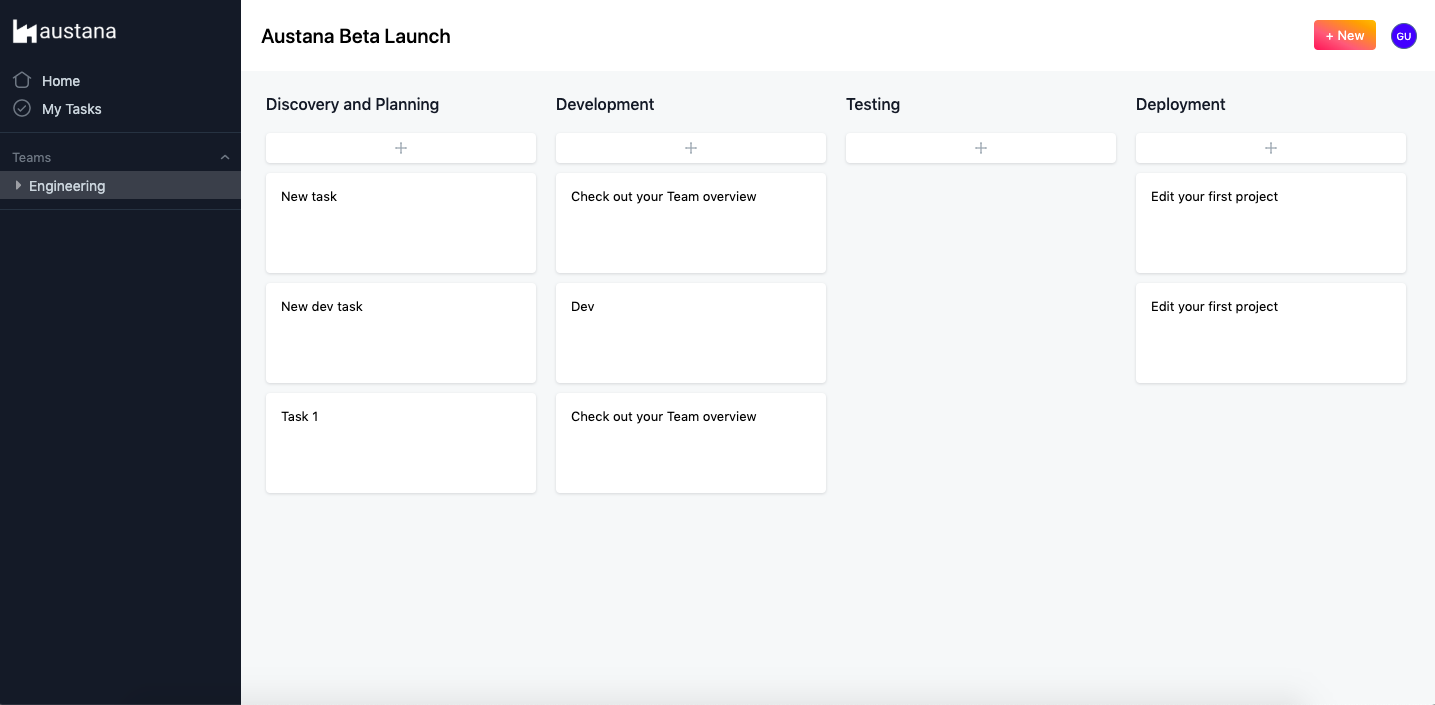 austana
Home
My Tasks
Teams
Engineering
Austana Beta Launch
+ New
GU
Discovery and Planning
New task
New dev task
Task 1
Development
Check out your Team overview
Dev
Check out your Team overview
Testing
Deployment
Edit your first project
Edit your first project